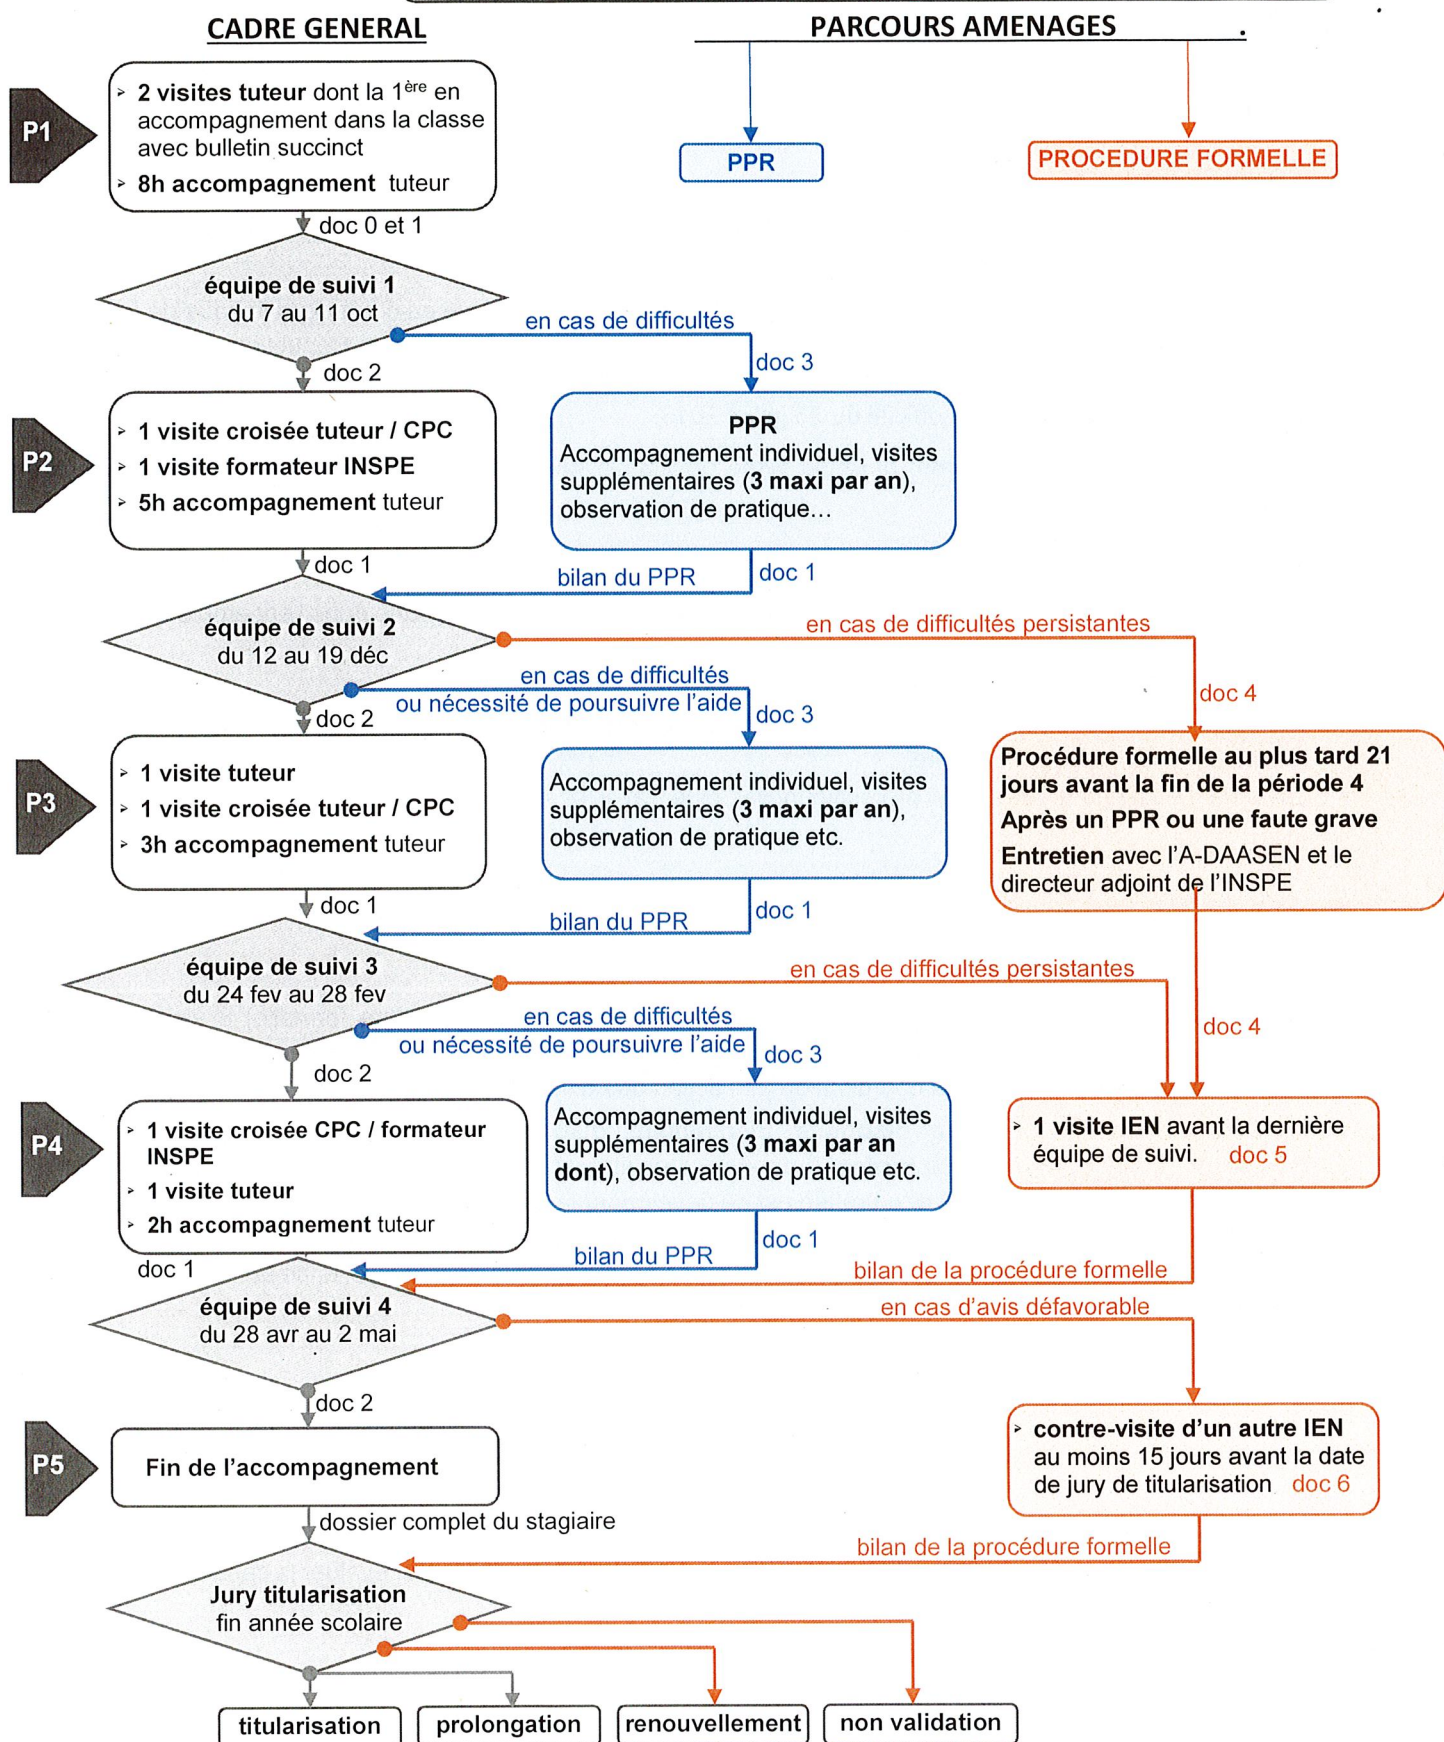 CADRE GENERAL
PARCOURS AMENAGES .
P1
➢ 2 visites tuteur dont la 1ère en
accompagnement dans la classe
avec bulletin succinct
➢ 8h accompagnement tuteur
PPR
PROCEDURE FORMELLE
doc 0 et 1
équipe de suivi 1
du 7 au 11 oct
en cas de difficultés
doc 3
doc 2
P2
➢ 1 visite croisée tuteur / CPC
➢ 1 visite formateur INSPE
➢ 5h accompagnement tuteur
PPR
Accompagnement individuel, visites
supplémentaires (3 maxi par an),
observation de pratique…
doc 1
bilan du PPR
doc 1
équipe de suivi 2
du 12 au 19 déc
en cas de difficultés persistantes
doc 4
en cas de difficultés
ou nécessité de poursuivre l'aide
doc 3
doc 2
P3
➢ 1 visite tuteur
➢ 1 visite croisée tuteur / CPC
➢ 3h accompagnement tuteur
Accompagnement individuel, visites
supplémentaires (3 maxi par an),
observation de pratique etc.
Procédure formelle au plus tard 21
jours avant la fin de la période 4
Après un PPR ou une faute grave
Entretien avec l'A-DAASEN et le
directeur adjoint de l'INSPE
doc 1
bilan du PPR
doc 1
équipe de suivi 3
du 24 fev au 28 fev
en cas de difficultés persistantes
doc 4
en cas de difficultés
ou nécessité de poursuivre l'aide
doc 3
doc 2
P4
➢ 1 visite croisée CPC / formateur
INSPE
➢ 1 visite tuteur
➢ 2h accompagnement tuteur
Accompagnement individuel, visites
supplémentaires (3 maxi par an
dont), observation de pratique etc.
➢ 1 visite IEN avant la dernière
équipe de suivi. doc 5
doc 1
bilan du PPR
doc 1
bilan de la procédure formelle
équipe de suivi 4
du 28 avr au 2 mai
en cas d'avis défavorable
doc 2
P5
Fin de l'accompagnement
➢ contre-visite d'un autre IEN
au moins 15 jours avant la date
de jury de titularisation doc 6
dossier complet du stagiaire
bilan de la procédure formelle
Jury titularisation
fin année scolaire
titularisation
prolongation
renouvellement
non validation